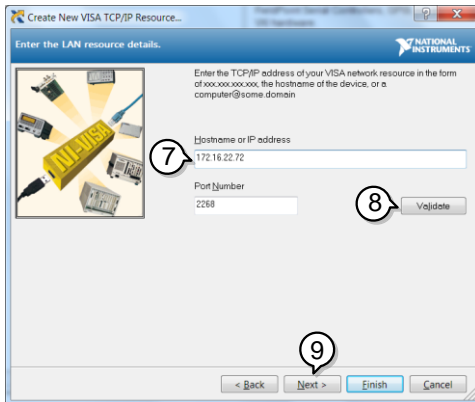 Create New VISA TCP/IP Resource...
Enter the LAN resource details.
NATIONAL
INSTRUMENTS
Enter the TCP/IP address of your VISA network resource in the form
of xxx.xxx.xxx.xxx, the hostname of the device, or a
computer@some.domain
NI-VISA
Hostname or IP address
7
172.16.22.72
Port Number
2268
8
Validate
9
< Back
Next >
Finish
Cancel